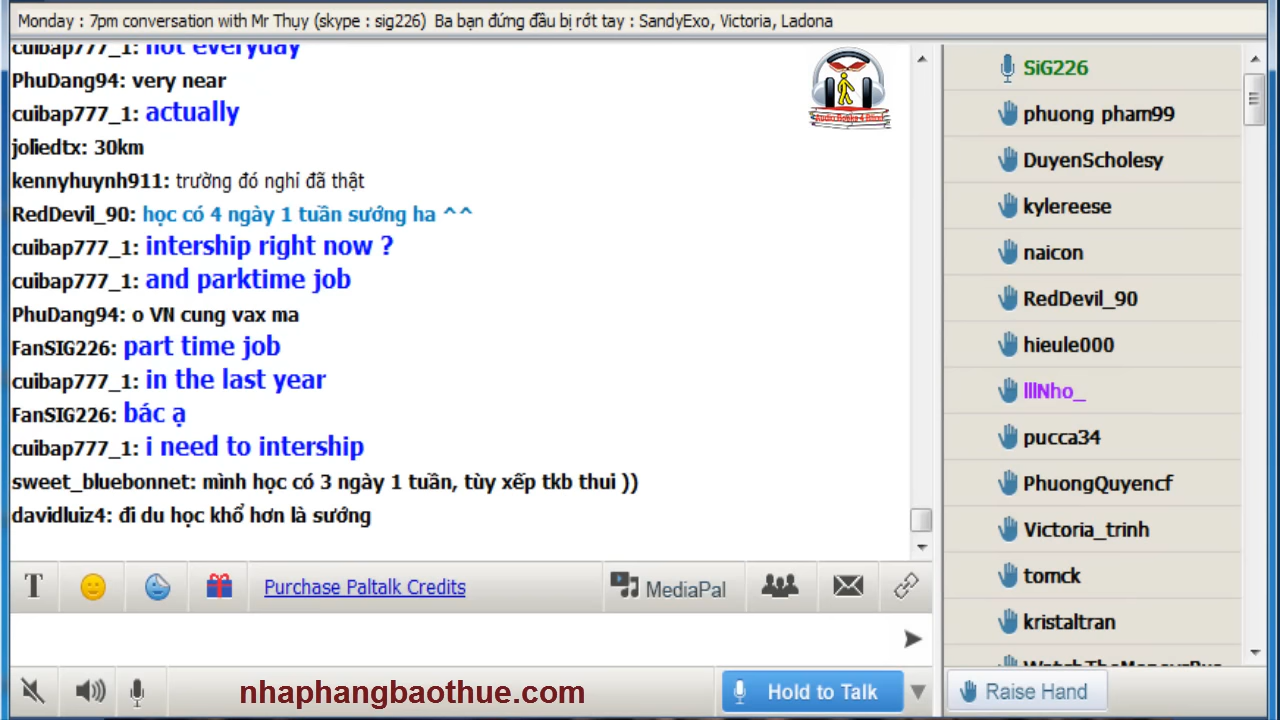 Monday : 7pm conversation with Mr Thụy (skype : sig226) Ba bạn đứng đầu bị rớt tay : SandyExo, Victoria, Ladona
cuibap777_1: not everyday
PhuDang94: very near
cuibap777_1: actually
joliedtx: 30km
kennyhuynh911: trường đó nghỉ đã thật
RedDevil_90: học có 4 ngày 1 tuần sướng ha ^^
cuibap777_1: intership right now ?
cuibap777_1: and parktime job
PhuDang94: o VN cung vax ma
FanSIG226: part time job
cuibap777_1: in the last year
FanSIG226: bác ạ
cuibap777_1: i need to intership
sweet_bluebonnet: mình học có 3 ngày 1 tuần, tùy xếp tkb thui ))
davidluiz4: đi du học khổ hơn là sướng
SiG226
phuong pham99
DuyenScholesy
kylereese
naicon
RedDevil_90
hieule000
lllNho_
pucca34
PhuongQuyencf
Victoria_trinh
tomck
kristaltran
T
Purchase Paltalk Credits
MediaPal
nhaphangbaothue.com
Hold to Talk
Raise Hand